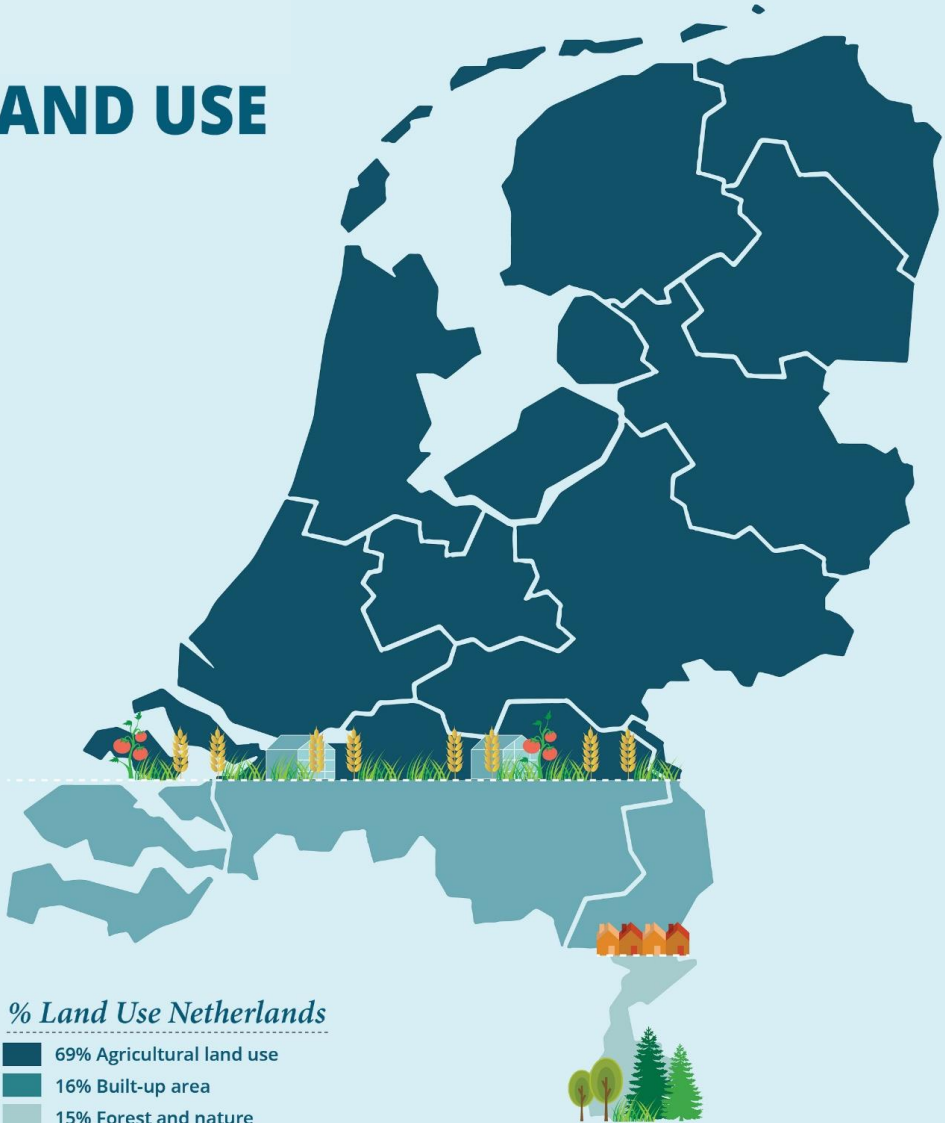 AND USE
% Land Use Netherlands
69% Agricultural land use
16% Built-up area
15% Forest and nature